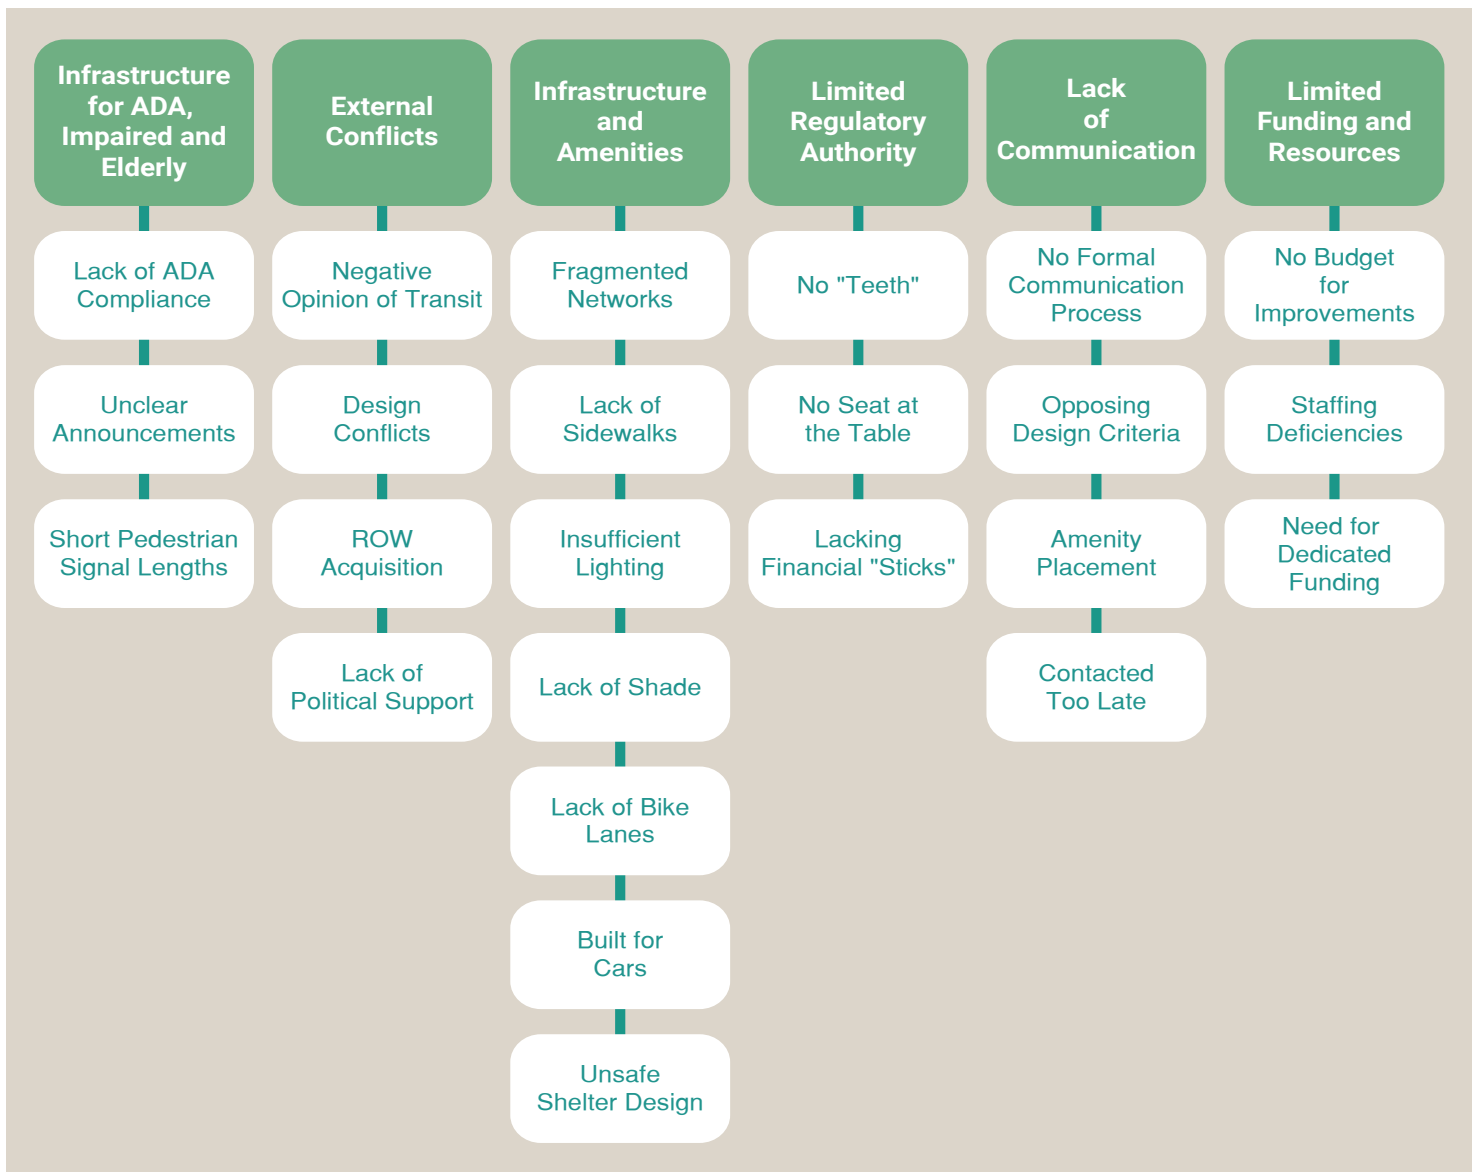 Infrastructure
for ADA,
Impaired and
Elderly
Lack of ADA
Compliance
Unclear
Announcements
Short Pedestrian
Signal Lengths
External
Conflicts
Negative
Opinion of Transit
Design
Conflicts
ROW
Acquisition
Lack of
Political Support
Infrastructure
and
Amenities
Fragmented
Networks
Lack of
Sidewalks
Insufficient
Lighting
Lack of Shade
Lack of Bike
Lanes
Built for
Cars
Unsafe
Shelter Design
Limited
Regulatory
Authority
No "Teeth"
No Seat at
the Table
Lacking
Financial "Sticks"
Lack
of
Communication
No Formal
Communication
Process
Opposing
Design Criteria
Amenity
Placement
Contacted
Too Late
Limited
Funding and
Resources
No Budget
for
Improvements
Staffing
Deficiencies
Need for
Dedicated
Funding